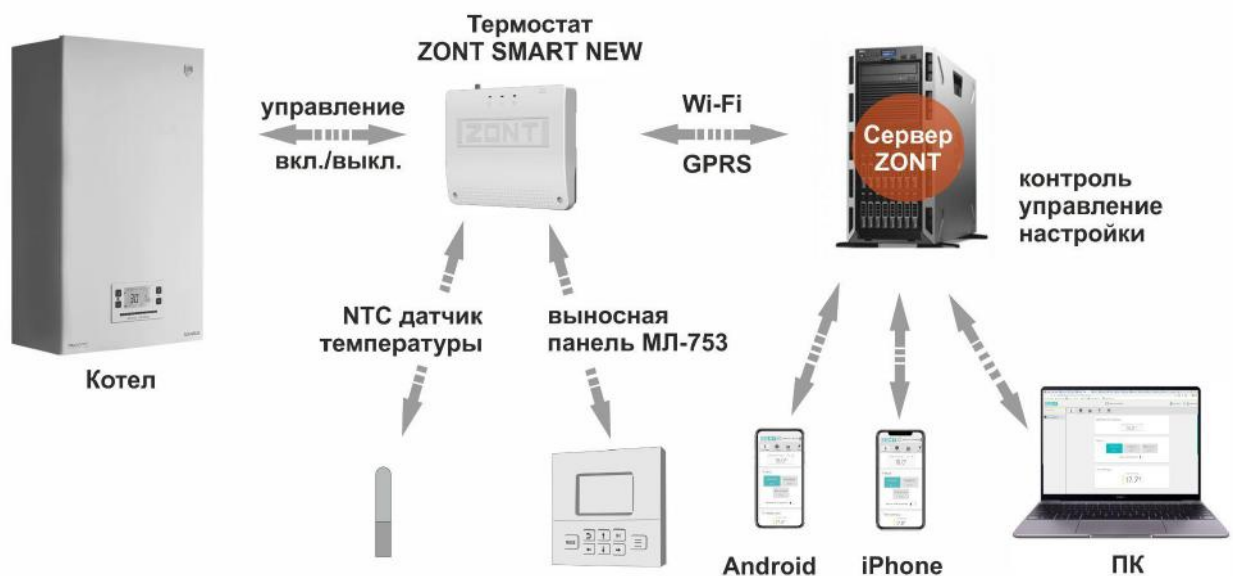 Термостат
ZONT SMART NEW
управление
вкл./выкл.
ZONT
Wi-Fi
GPRS
Сервер
ZONT
контроль
управление
настройки
NTC датчик
температуры
выносная
панель МЛ-753
Котел
Android
iPhone
ПК